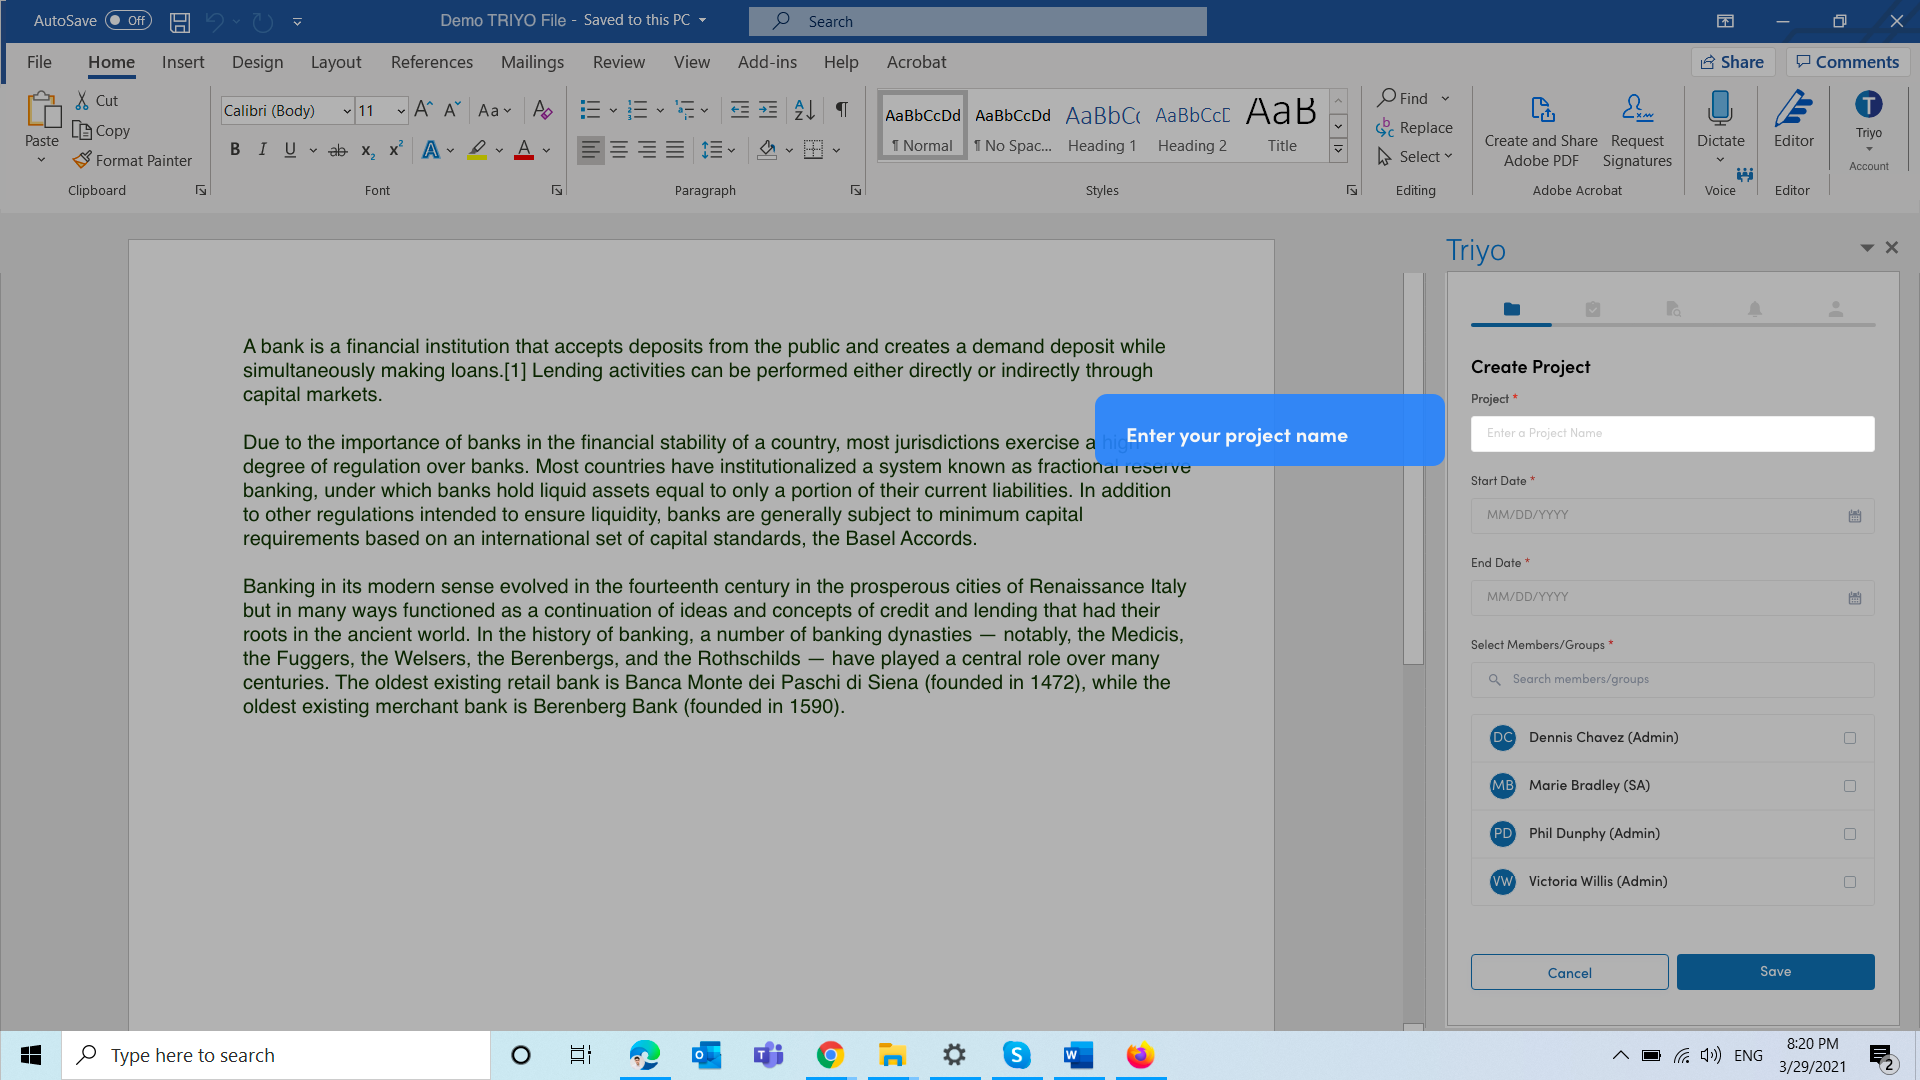 AutoSave Off Demo TRIYO File - Saved to this PC Search
File Home Insert Design Layout References Mailings Review View Add-ins Help Acrobat Share Comments
Paste
Cut
Copy
Format Painter
Clipboard
Calibri (Body) 11
Font
Paragraph
AaBbCcDd AaBbCcDd AaBbC AaBbCcD AaB
¶ Normal ¶ No Spac... Heading 1 Heading 2 Title
Styles
Find
Replace
Select
Editing
Create and Share
Adobe PDF
Request
Signatures
Adobe Acrobat
Dictate
Voice
Editor
Editor
Triyo
Account
A bank is a financial institution that accepts deposits from the public and creates a demand deposit while
simultaneously making loans.[1] Lending activities can be performed either directly or indirectly through
capital markets.
Due to the importance of banks in the financial stability of a country, most jurisdictions exercise a high
degree of regulation over banks. Most countries have institutionalized a system known as fractional reserve
banking, under which banks hold liquid assets equal to only a portion of their current liabilities. In addition
to other regulations intended to ensure liquidity, banks are generally subject to minimum capital
requirements based on an international set of capital standards, the Basel Accords.
Banking in its modern sense evolved in the fourteenth century in the prosperous cities of Renaissance Italy
but in many ways functioned as a continuation of ideas and concepts of credit and lending that had their
roots in the ancient world. In the history of banking, a number of banking dynasties — notably, the Medicis,
the Fuggers, the Welsers, the Berenbergs, and the Rothschilds — have played a central role over many
centuries. The oldest existing retail bank is Banca Monte dei Paschi di Siena (founded in 1472), while the
oldest existing merchant bank is Berenberg Bank (founded in 1590).
Enter your project name
Triyo
Create Project
Project *
Enter a Project Name
Start Date *
MM/DD/YYYY
End Date *
MM/DD/YYYY
Select Members/Groups *
Search members/groups
DC Dennis Chavez (Admin)
MB Marie Bradley (SA)
PD Phil Dunphy (Admin)
VW Victoria Willis (Admin)
Cancel Save
Type here to search
ENG
8:20 PM
3/29/2021
2